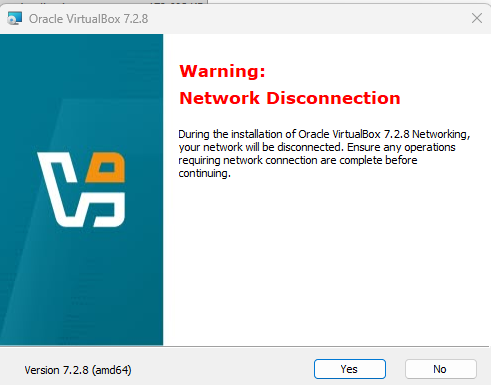 Oracle VirtualBox 7.2.8
Warning:
Network Disconnection
During the installation of Oracle VirtualBox 7.2.8 Networking,
your network will be disconnected. Ensure any operations
requiring network connection are complete before
continuing.
Version 7.2.8 (amd64)
Yes
No